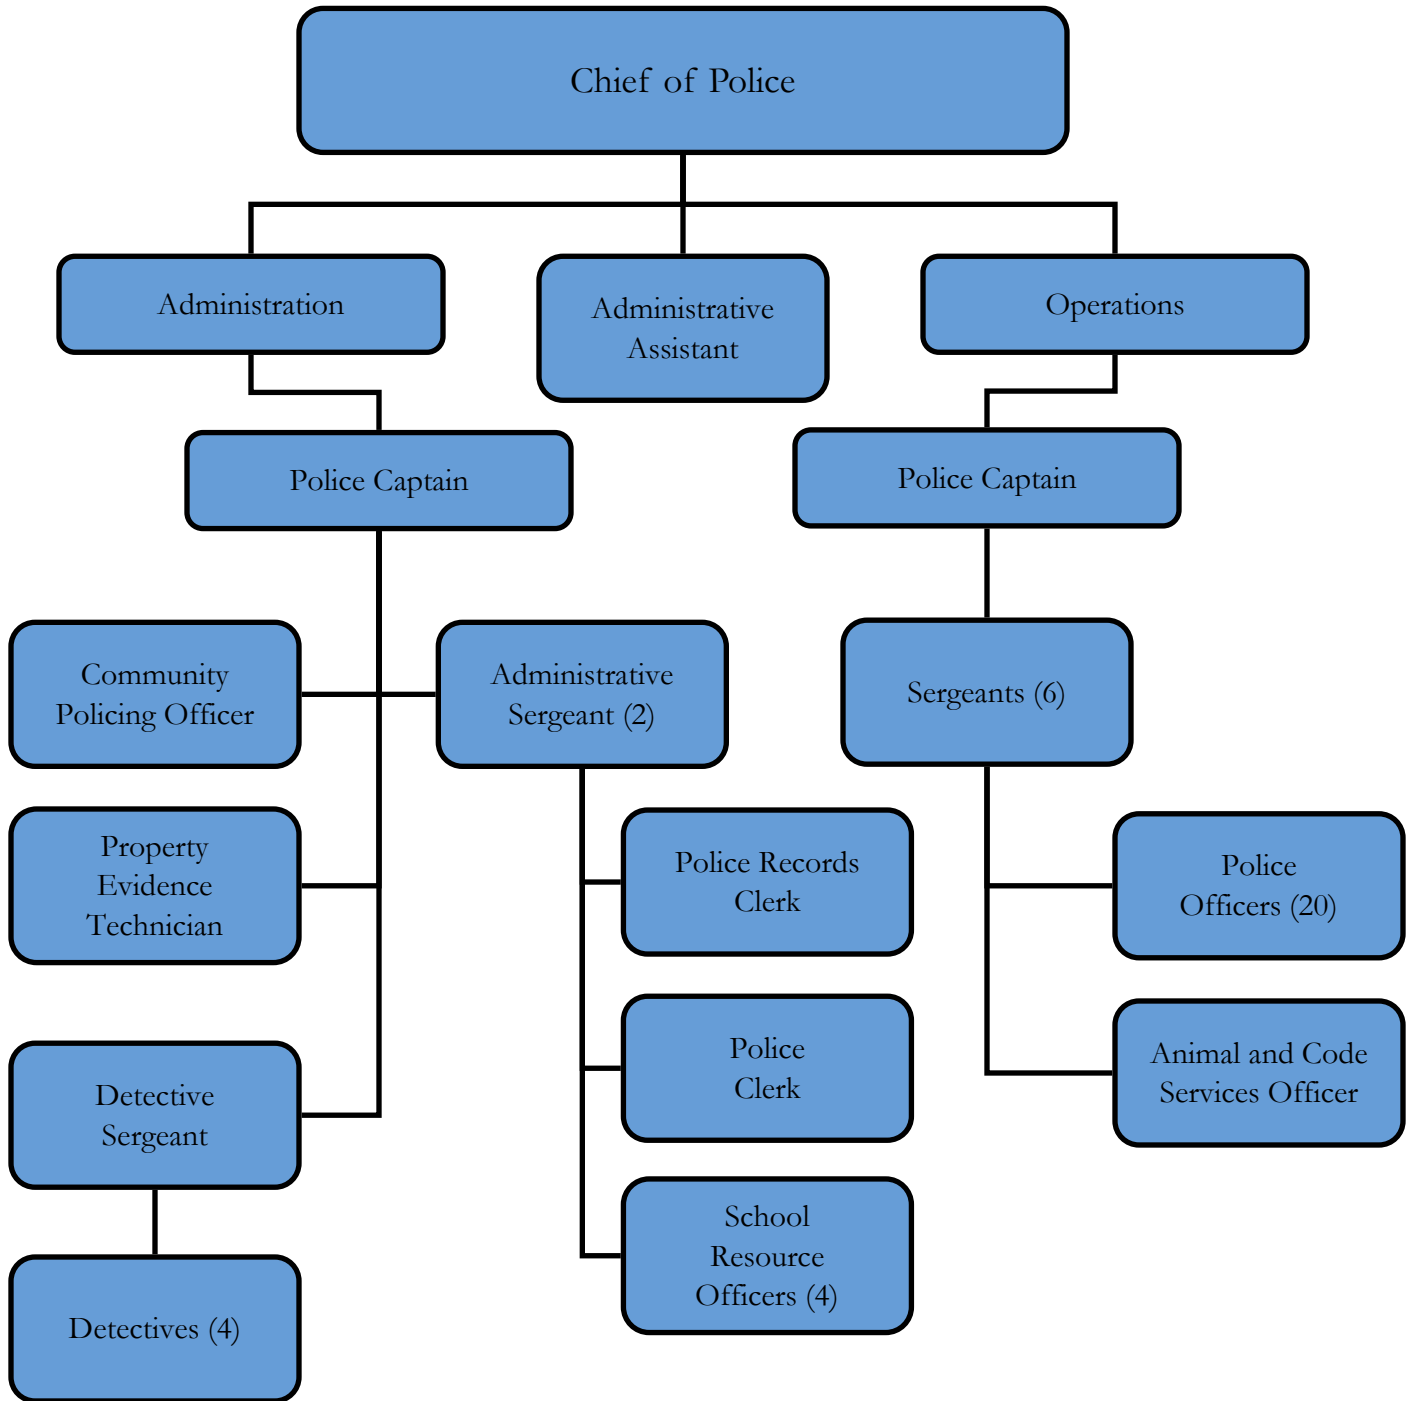 Chief of Police
Administration
Administrative
Assistant
Operations
Police Captain
Police Captain
Community
Policing Officer
Administrative
Sergeant (2)
Sergeants (6)
Property
Evidence
Technician
Police Records
Clerk
Police
Officers (20)
Police
Clerk
Animal and Code
Services Officer
Detective
Sergeant
School
Resource
Officers (4)
Detectives (4)